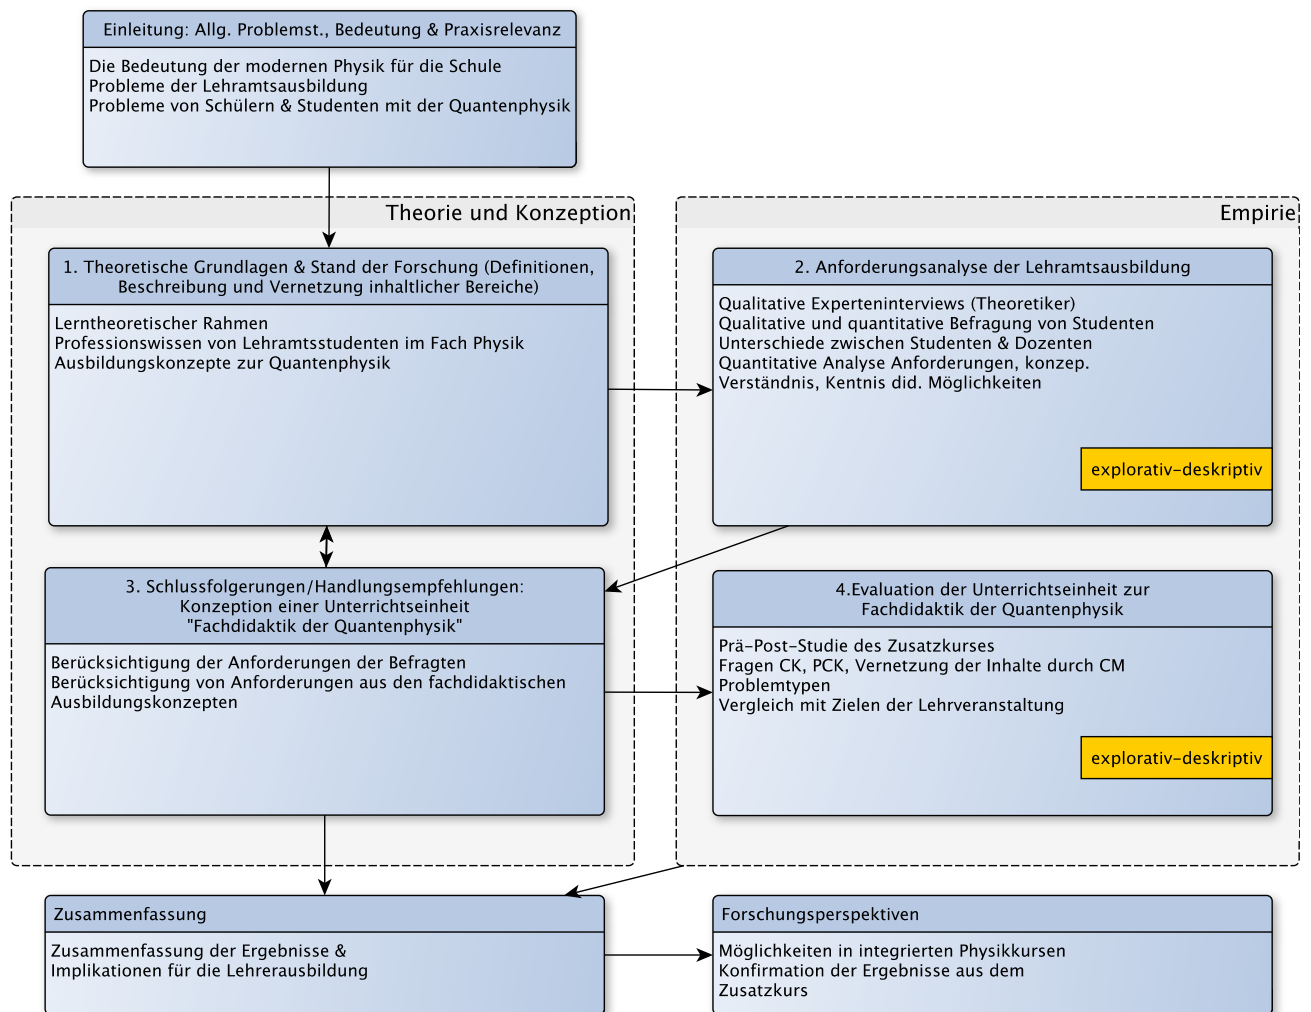 Einleitung: Allg. Problemst., Bedeutung & Praxisrelevanz
Die Bedeutung der modernen Physik für die Schule
Probleme der Lehramtsausbildung
Probleme von Schülern & Studenten mit der Quantenphysik
Theorie und Konzeption
1. Theoretische Grundlagen & Stand der Forschung (Definitionen,
Beschreibung und Vernetzung inhaltlicher Bereiche)
Lerntheoretischer Rahmen
Professionswissen von Lehramtsstudenten im Fach Physik
Ausbildungskonzepte zur Quantenphysik
Empirie
2. Anforderungsanalyse der Lehramtsausbildung
Qualitative Experteninterviews (Theoretiker)
Qualitative und quantitative Befragung von Studenten
Unterschiede zwischen Studenten & Dozenten
Quantitative Analyse Anforderungen, konzep.
Verständnis, Kentnis did. Möglichkeiten
explorativ-deskriptiv
3. Schlussfolgerungen/Handlungsempfehlungen:
Konzeption einer Unterrichtseinheit
"Fachdidaktik der Quantenphysik"
Berücksichtigung der Anforderungen der Befragten
Berücksichtigung von Anforderungen aus den fachdidaktischen
Ausbildungskonzepten
4.Evaluation der Unterrichtseinheit zur
Fachdidaktik der Quantenphysik
Prä-Post-Studie des Zusatzkurses
Fragen CK, PCK, Vernetzung der Inhalte durch CM
Problemtypen
Vergleich mit Zielen der Lehrveranstaltung
explorativ-deskriptiv
Zusammenfassung
Zusammenfassung der Ergebnisse &
Implikationen für die Lehrerausbildung
Forschungsperspektiven
Möglichkeiten in integrierten Physikkursen
Konfirmation der Ergebnisse aus dem
Zusatzkurs